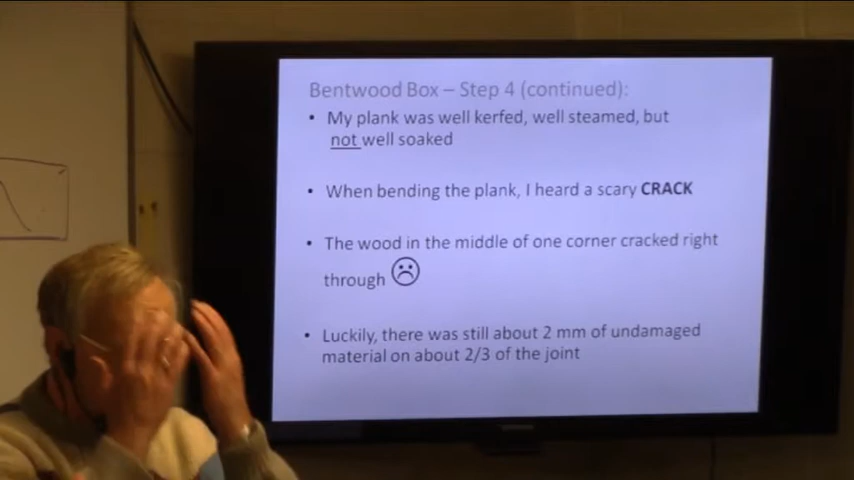 Bentwood Box – Step 4 (continued):
• My plank was well kerfed, well steamed, but
not well soaked
• When bending the plank, I heard a scary CRACK
• The wood in the middle of one corner cracked right
through ☹
• Luckily, there was still about 2 mm of undamaged
material on about 2/3 of the joint